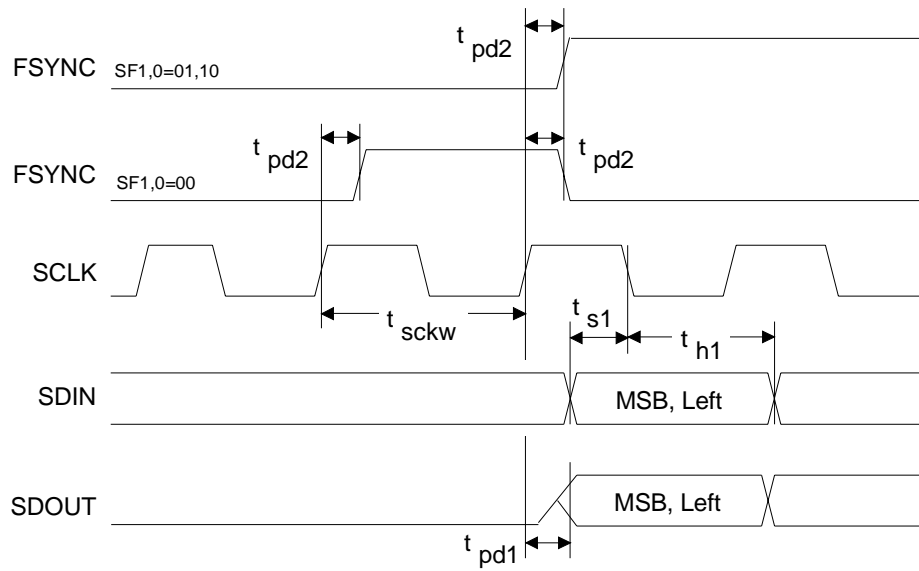 t pd2
FSYNC SF1,0=01,10
t pd2 t pd2
FSYNC SF1,0=00
SCLK
t sckw t s1 t h1
SDIN MSB, Left
SDOUT MSB, Left
t pd1